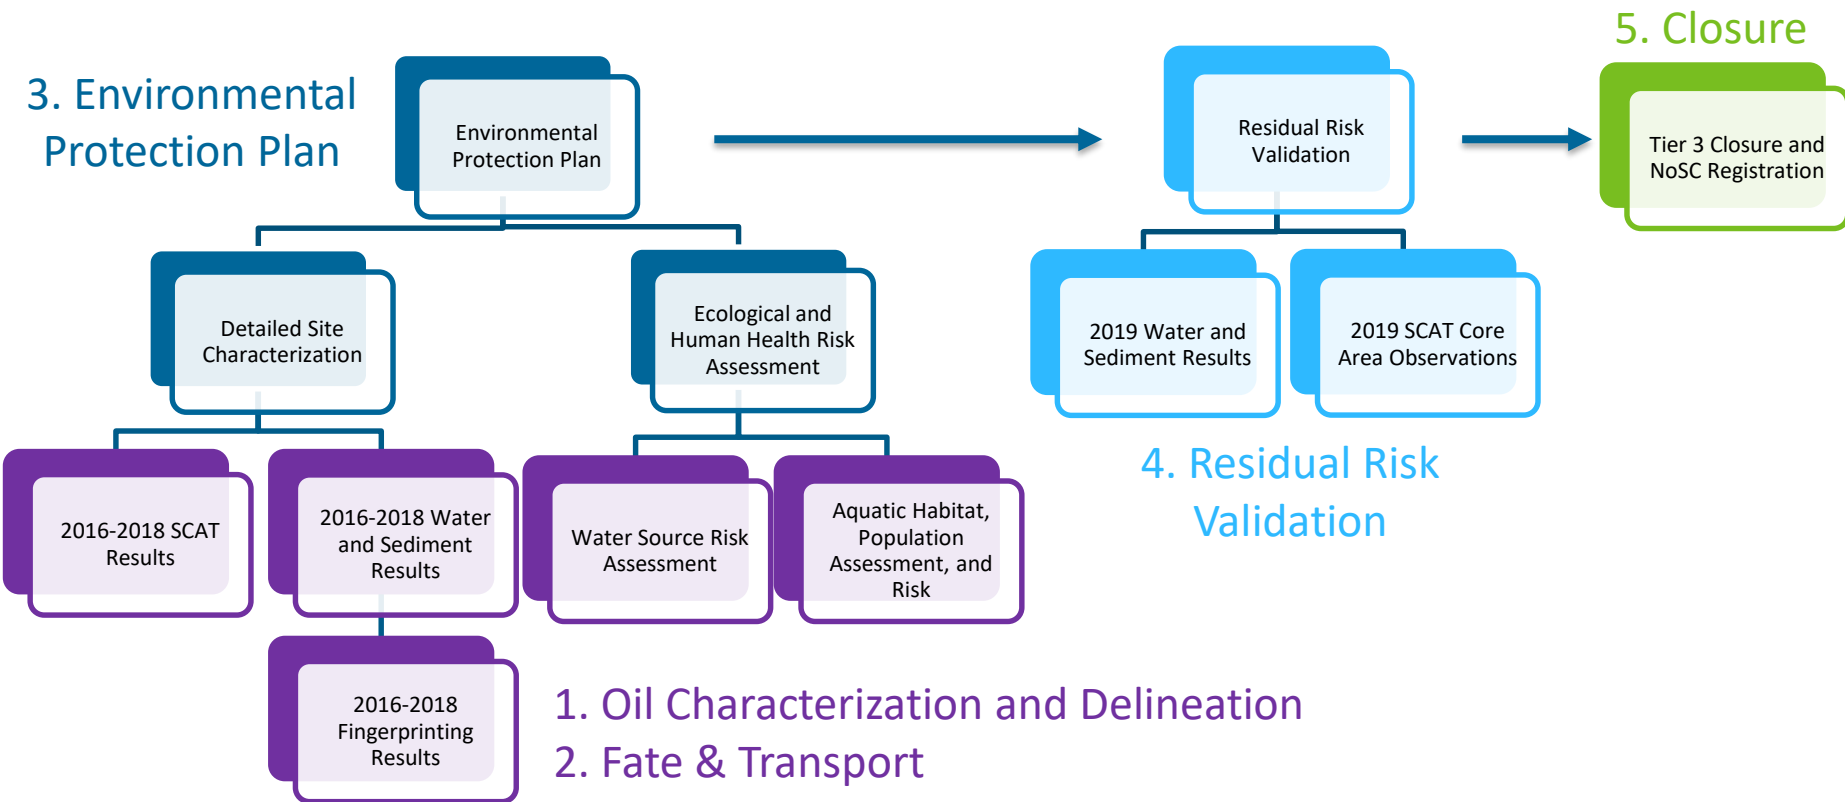 5. Closure
3. Environmental
Protection Plan
Environmental
Protection Plan
Residual Risk
Validation
Tier 3 Closure and
NoSC Registration
Detailed Site
Characterization
Ecological and
Human Health Risk
Assessment
2019 Water and
Sediment Results
2019 SCAT Core
Area Observations
4. Residual Risk
Validation
2016-2018 SCAT
Results
2016-2018 Water
and Sediment
Results
Water Source Risk
Assessment
Aquatic Habitat,
Population
Assessment, and
Risk
2016-2018
Fingerprinting
Results
1. Oil Characterization and Delineation
2. Fate & Transport